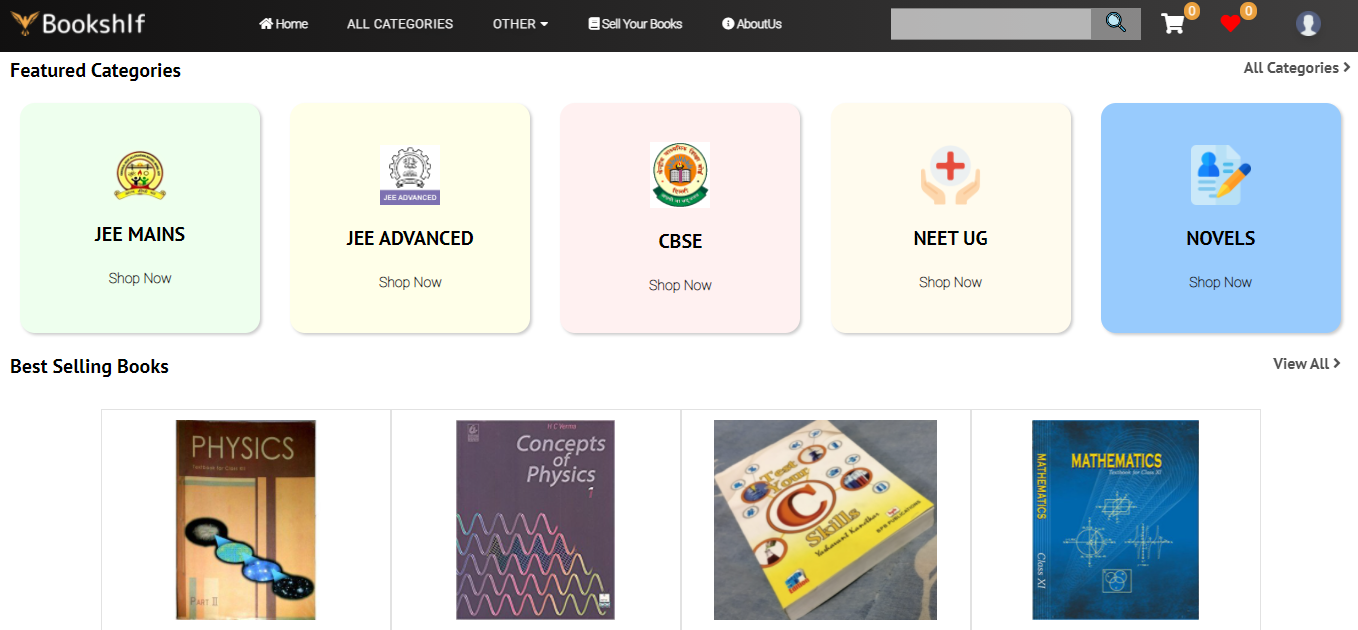 Bookshlf
Home
ALL CATEGORIES
OTHER
Sell Your Books
AboutUs
0
0
Featured Categories
All Categories
JEE ADVANCED
JEE MAINS
JEE ADVANCED
CBSE
NEET UG
NOVELS
Shop Now
Shop Now
Shop Now
Shop Now
Shop Now
Best Selling Books
View All
PHYSICS
Textbook for Class XI
PART II
H C Verma
Concepts
of
Physics
1
Test
Your
C
Skills
Yashavant Kanetkar
BPB PUBLICATIONS
MATHEMATICS
Textbook for Class XI
MATHEMATICS
Class XI